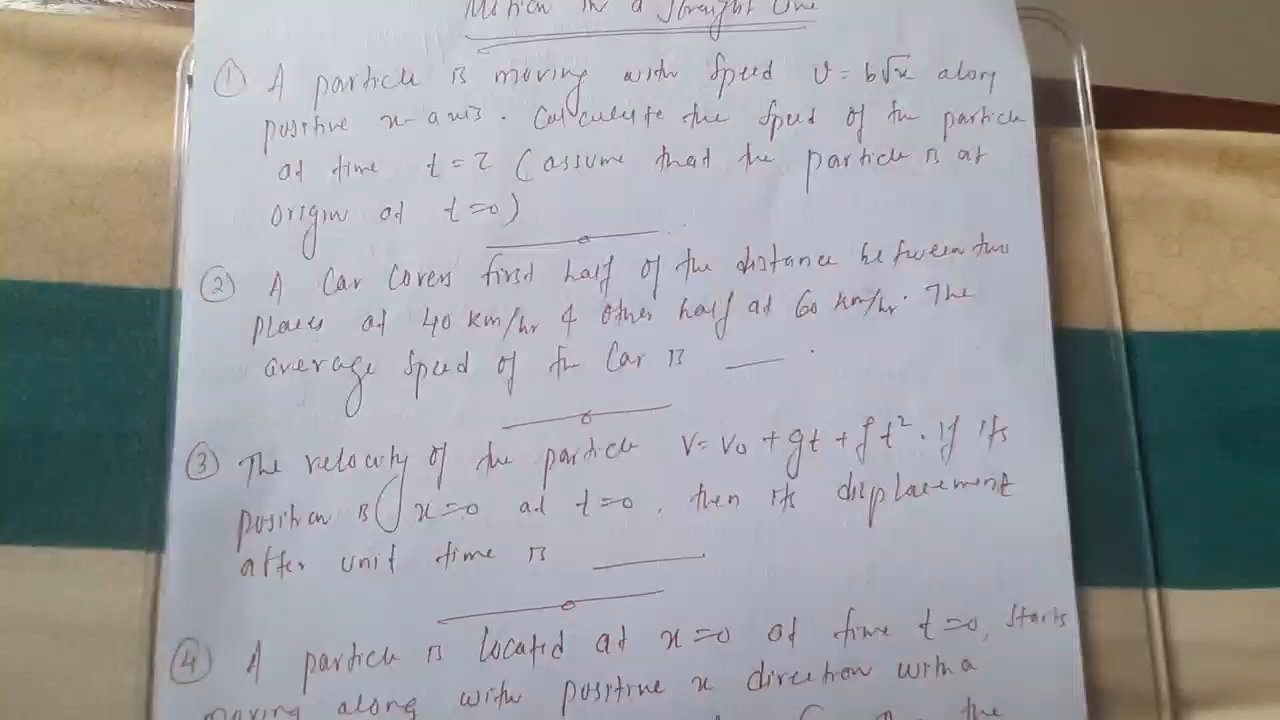 Motion in a straight line
① A particle is moving with speed v = b√x along
positive x-axis. Calculate the speed of the particle
at time t = τ (assume that the particle is at
origin at t=0)
② A Car Covers first half of the distance between two
places at 40 km/hr & other half at 60 km/hr. The
average speed of the Car is ___.
③ The velocity of the particle v = v₀ + gt + ft². If its
position is x=0 at t=0, then its displacement
after unit time is ___
④ A particle is located at x=0 at time t=0, starts
moving along with positive x direction with a
the